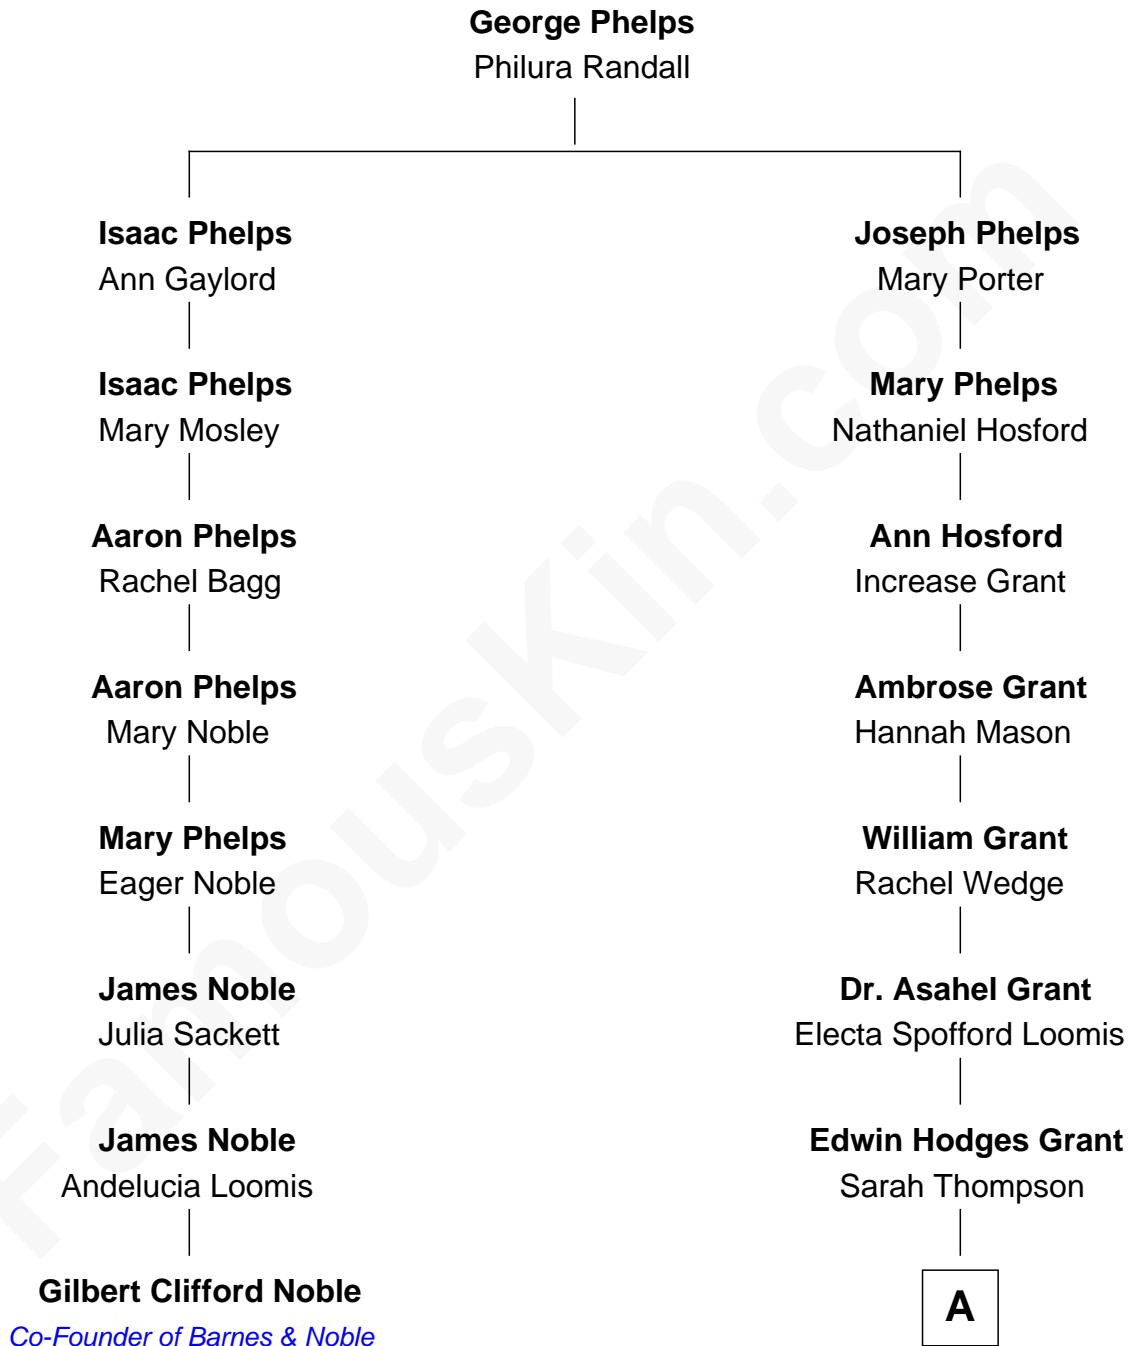 George Phelps
Philura Randall
Isaac Phelps
Ann Gaylord
Joseph Phelps
Mary Porter
Isaac Phelps
Mary Mosley
Mary Phelps
Nathaniel Hosford
Aaron Phelps
Rachel Bagg
Ann Hosford
Increase Grant
Aaron Phelps
Mary Noble
Ambrose Grant
Hannah Mason
Mary Phelps
Eager Noble
William Grant
Rachel Wedge
James Noble
Julia Sackett
Dr. Asahel Grant
Electa Spofford Loomis
James Noble
Andelucia Loomis
Edwin Hodges Grant
Sarah Thompson
Gilbert Clifford Noble
Co-Founder of Barnes & Noble
A
FamousKin.com